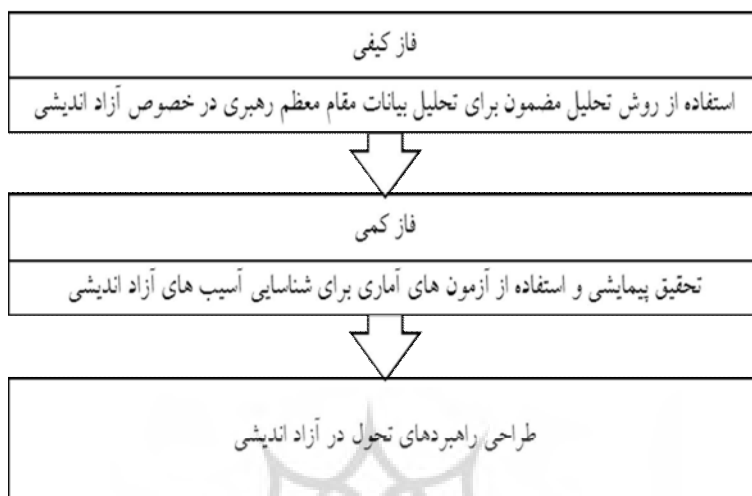 فاز کیفی
استفاده از روش تحلیل مضمون برای تحلیل بیانات مقام معظم رهبری در خصوص آزاد اندیشی
فاز کمی
تحقیق پیمایشی و استفاده از آزمون های آماری برای شناسایی آسیب های آزاد اندیشی
طراحی راهبردهای تحول در آزاد اندیشی